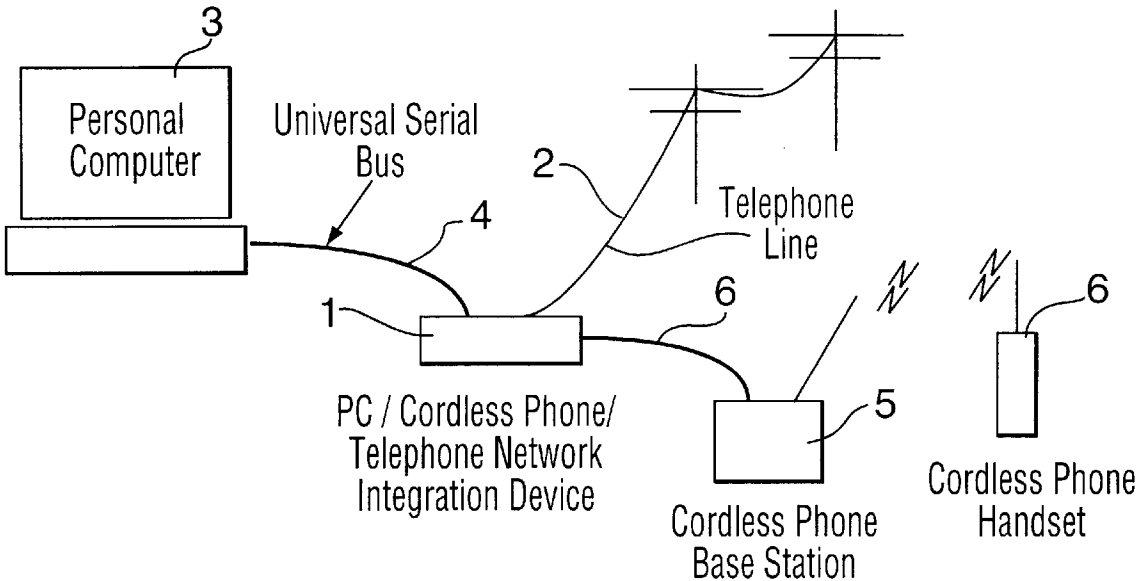 3
Personal
Computer
Universal Serial
Bus
2
4
Telephone
Line
1
6
6
PC / Cordless Phone/
Telephone Network
Integration Device
5
Cordless Phone
Base Station
Cordless Phone
Handset